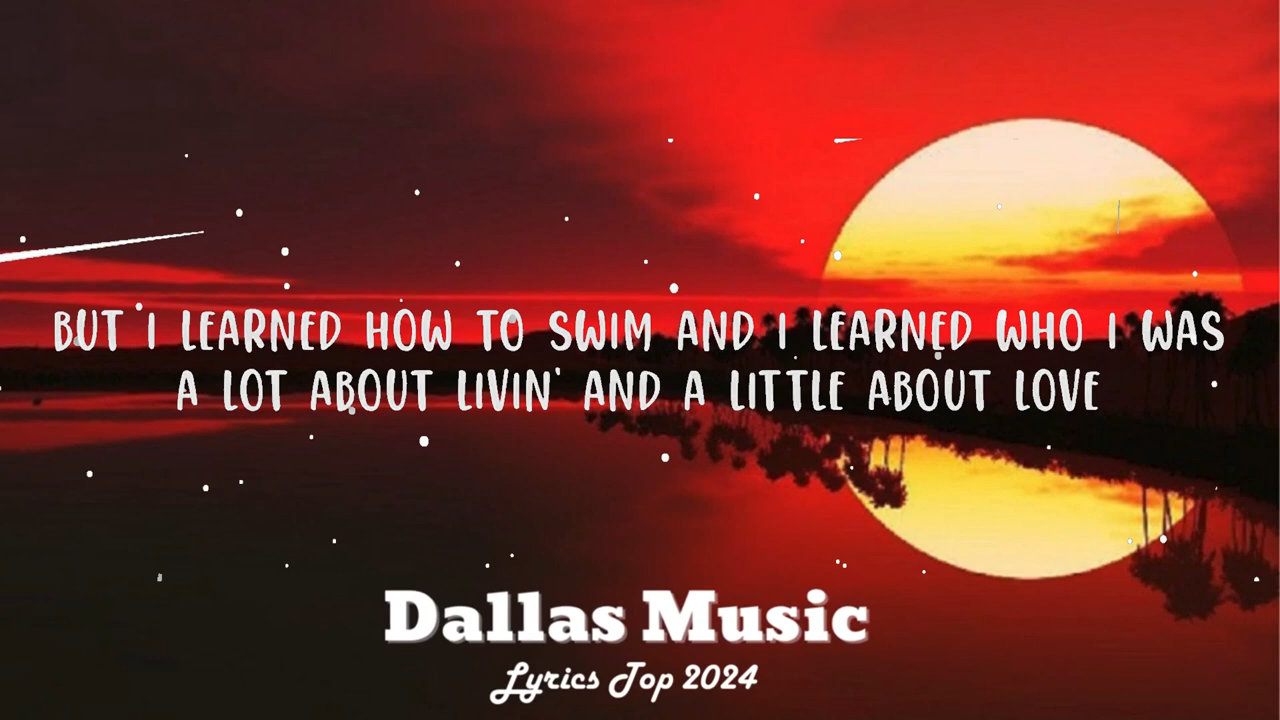 BUT I LEARNED HOW TO SWIM AND I LEARNED WHO I WAS
A LOT ABOUT LIVIN' AND A LITTLE ABOUT LOVE
Dallas Music
Lyrics Top 2024